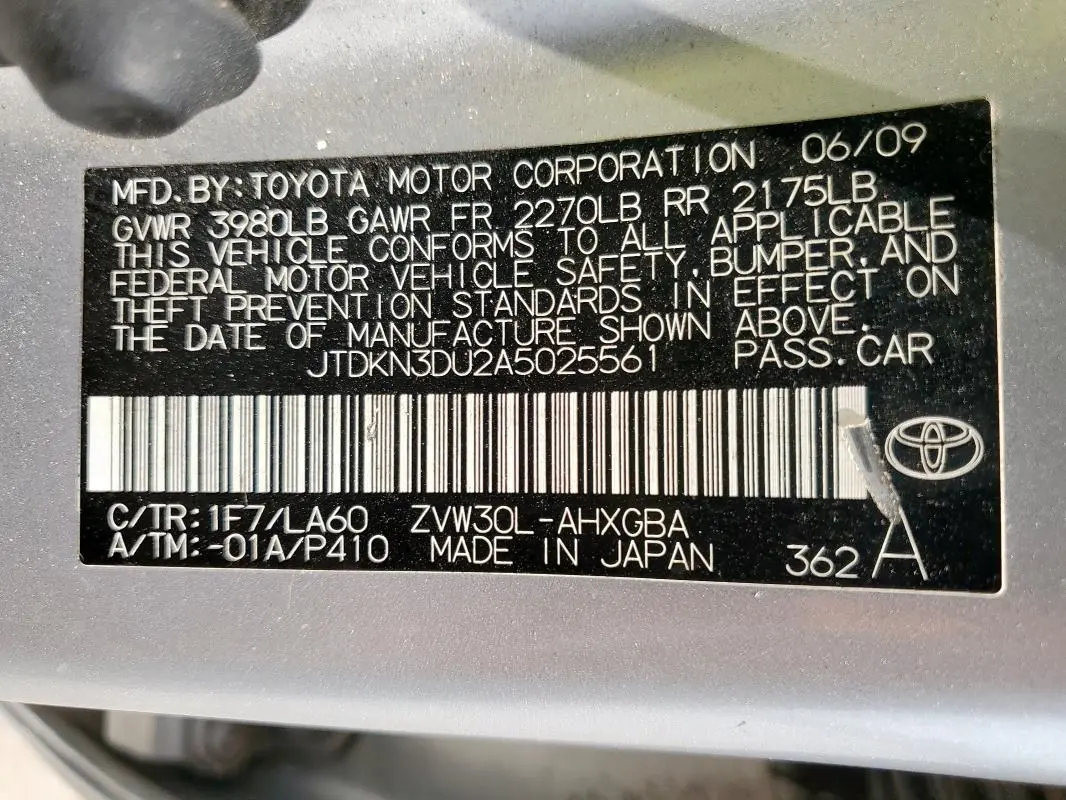 MFD. BY: TOYOTA MOTOR CORPORATION 06/09
GVWR 3980LB GAWR FR 2270LB RR 2175LB
THIS VEHICLE CONFORMS TO ALL APPLICABLE
FEDERAL MOTOR VEHICLE SAFETY, BUMPER, AND
THEFT PREVENTION STANDARDS IN EFFECT ON
THE DATE OF MANUFACTURE SHOWN ABOVE.
JTDKN3DU2A5025561 PASS. CAR
C/TR: 1F7/LA60 ZVW30L-AHXGBA
A/TM: -01A/P410 MADE IN JAPAN 362 A